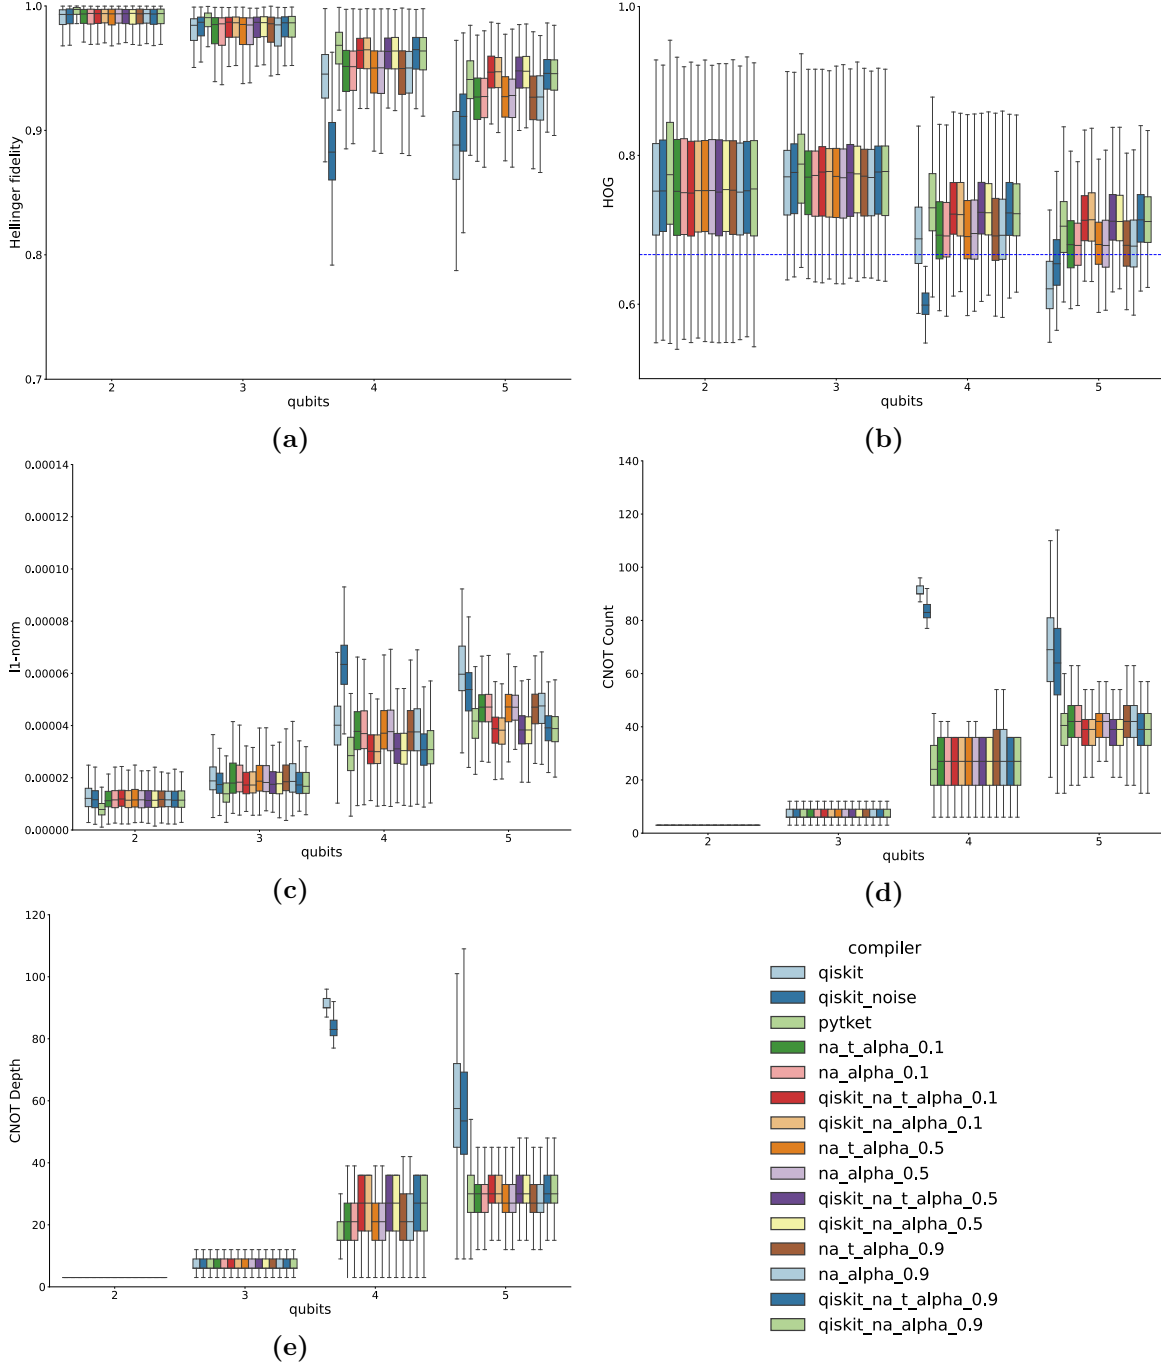 1.0
0.9
0.8
0.7
Hellinger fidelity
2 3 4 5
qubits
(a)
1.0
0.8
0.6
HOG
2 3 4 5
qubits
(b)
0.00014
0.00012
0.00010
0.00008
0.00006
0.00004
0.00002
0.00000
l1-norm
2 3 4 5
qubits
(c)
140
120
100
80
60
40
20
0
CNOT Count
2 3 4 5
qubits
(d)
120
100
80
60
40
20
0
CNOT Depth
2 3 4 5
qubits
(e)
compiler
qiskit
qiskit_noise
pytket
na_t_alpha_0.1
na_alpha_0.1
qiskit_na_t_alpha_0.1
qiskit_na_alpha_0.1
na_t_alpha_0.5
na_alpha_0.5
qiskit_na_t_alpha_0.5
qiskit_na_alpha_0.5
na_t_alpha_0.9
na_alpha_0.9
qiskit_na_t_alpha_0.9
qiskit_na_alpha_0.9